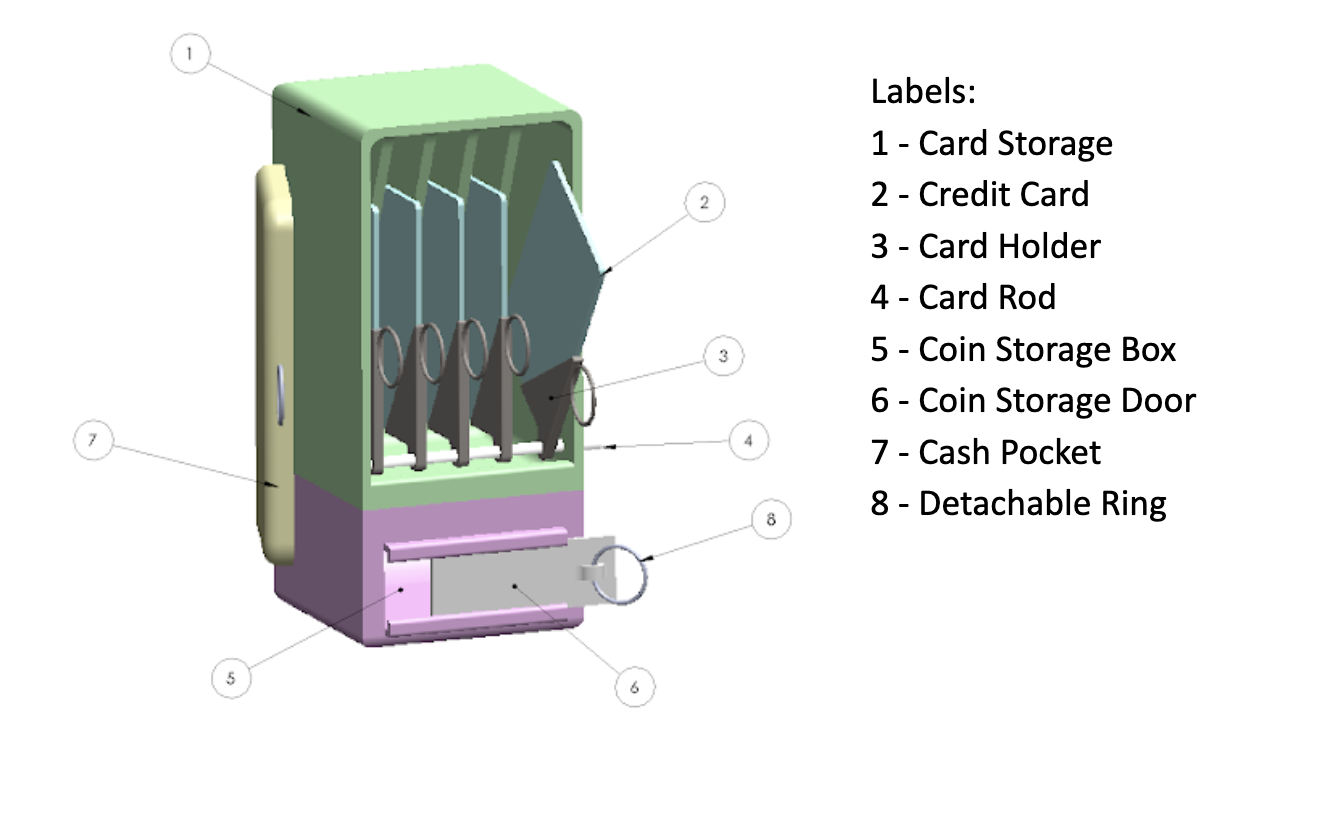 1
2
3
4
7
8
5
6
Labels:
1 - Card Storage
2 - Credit Card
3 - Card Holder
4 - Card Rod
5 - Coin Storage Box
6 - Coin Storage Door
7 - Cash Pocket
8 - Detachable Ring